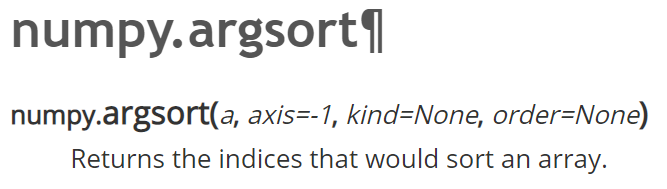 numpy.argsort¶
numpy.argsort(a, axis=-1, kind=None, order=None)
Returns the indices that would sort an array.